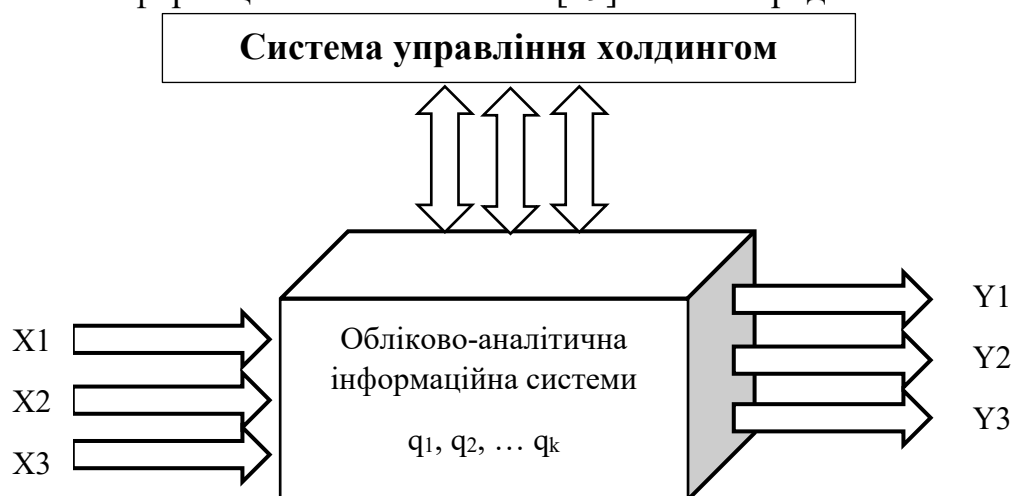 Система управління холдингом
X1
X2
X3
Обліково-аналітична
інформаційна системи
q1, q2, … qk
Y1
Y2
Y3